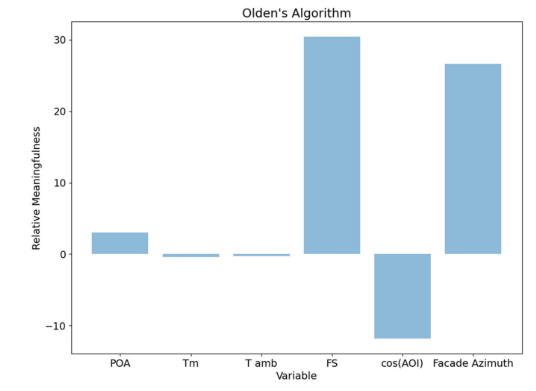 Olden's Algorithm
Relative Meaningfulness
30
20
10
0
−10
POA Tm T amb FS cos(AOI) Facade Azimuth
Variable